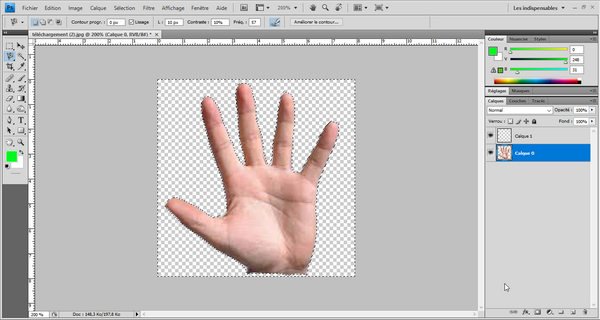 Ps Fichier Edition Image Calque Sélection Filtre Analyse 3D Affichage Fenêtre Aide 200% Les indispensables
Contour progr. : 0 px Lissage L : 10 px Contraste : 10% Fréq. : 57 Améliorer le contour...
téléchargement (2).jpg @ 200% (Calque 0, RVB/8#) *
Couleur Nuancier Styles
0
V 248
B 31
Réglages Masques
Calques Couches Tracés
Normal Opacité : 100%
Verrou : Fond : 100%
Calque 1
Calque 0
200 % Doc : 148,3 Ko/197,8 Ko